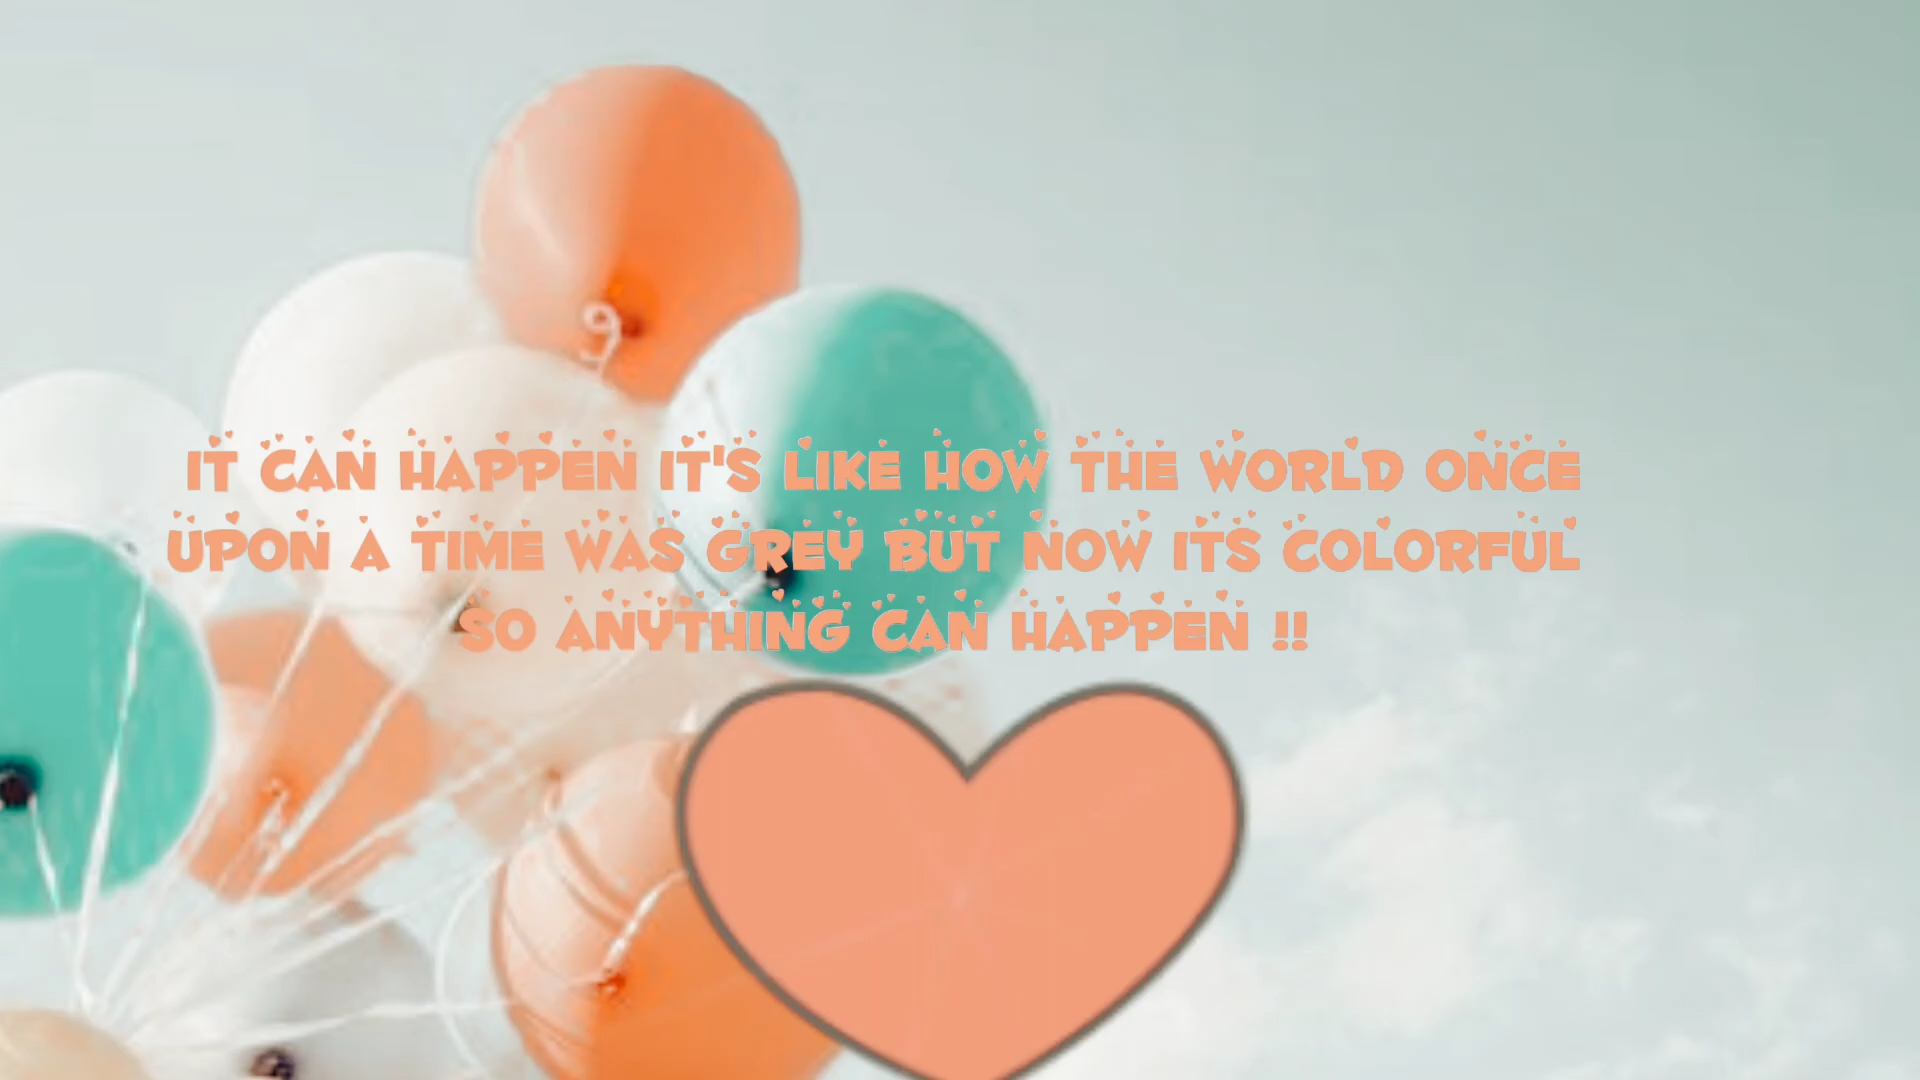 IT CAN HAPPEN IT'S LIKE HOW THE WORLD ONCE
UPON A TIME WAS GREY BUT NOW ITS COLORFUL
SO ANYTHING CAN HAPPEN !!